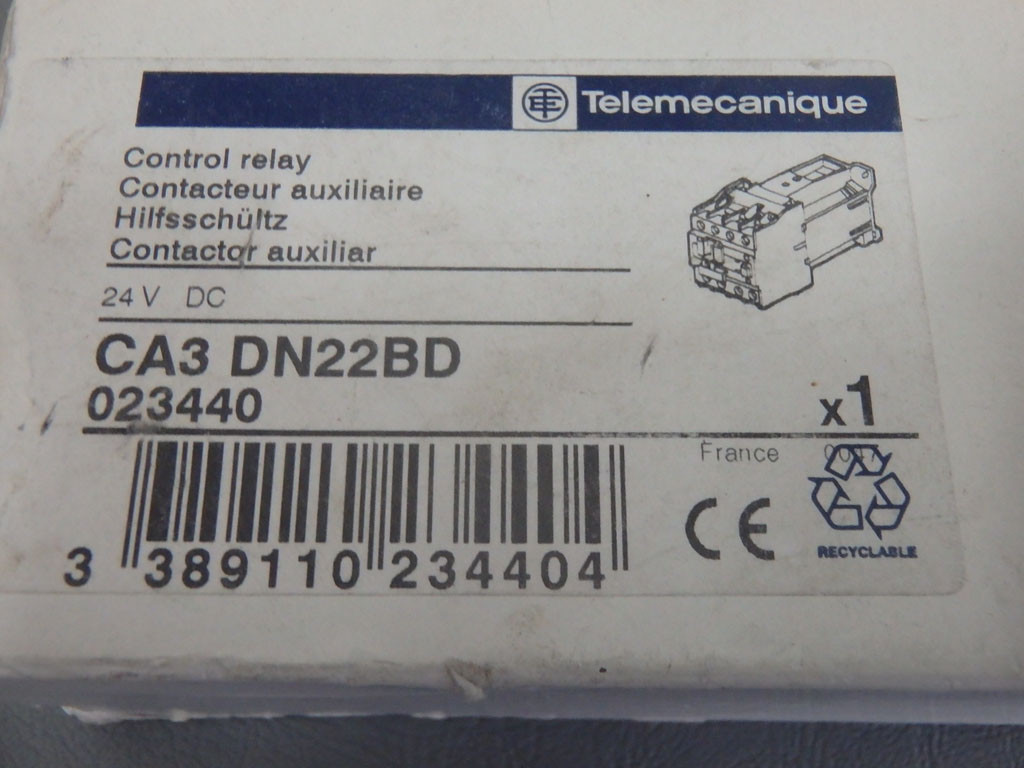 Telemecanique
Control relay
Contacteur auxiliaire
Hilfsschültz
Contactor auxiliar
24 V DC
CA3 DN22BD
023440
x1
France
CE
RECYCLABLE
3 389110 234404